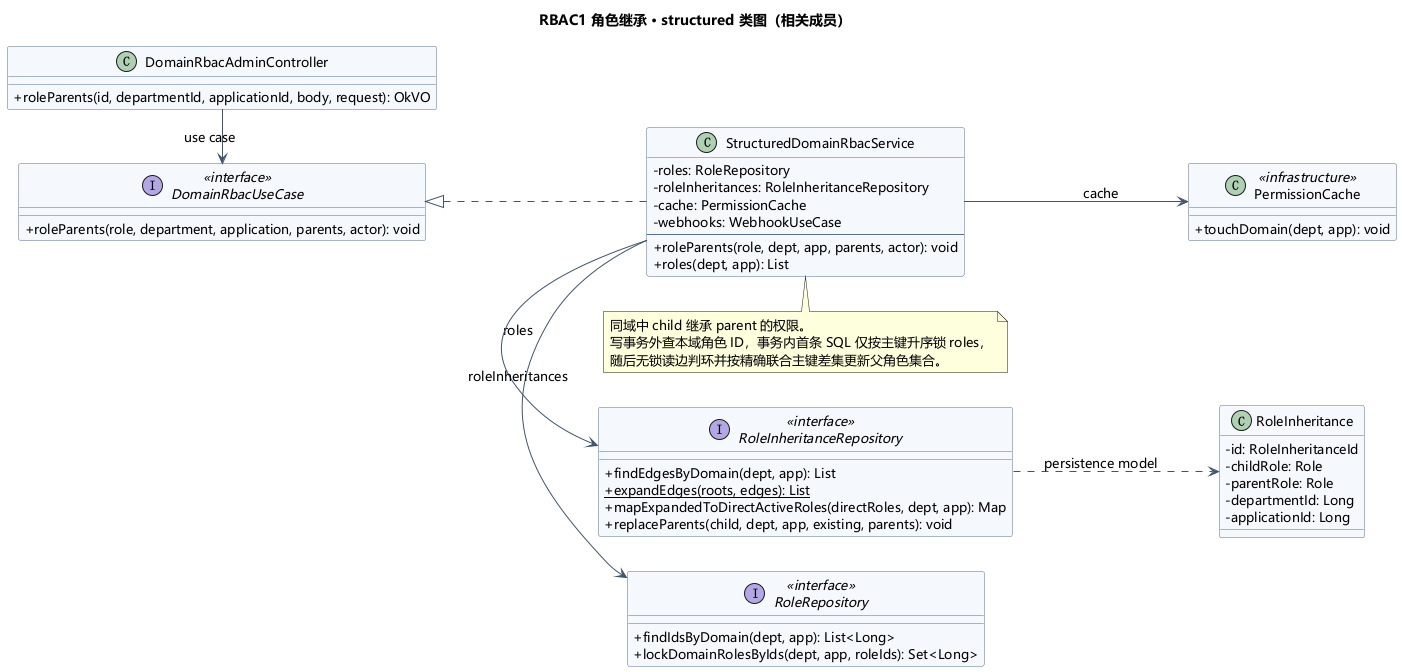 RBAC1 角色继承 · structured 类图（相关成员）
C DomainRbacAdminController
+roleParents(id, departmentId, applicationId, body, request): OkVO
use case
I «interface»
DomainRbacUseCase
+roleParents(role, department, application, parents, actor): void
C StructuredDomainRbacService
-roles: RoleRepository
-roleInheritances: RoleInheritanceRepository
-cache: PermissionCache
-webhooks: WebhookUseCase
+roleParents(role, dept, app, parents, actor): void
+roles(dept, app): List
cache
C «infrastructure»
PermissionCache
+touchDomain(dept, app): void
同域中 child 继承 parent 的权限。
写事务外查本域角色 ID，事务内首条 SQL 仅按主键升序锁 roles，
随后无锁读边判环并按精确联合主键差集更新父角色集合。
roles
roleInheritances
I «interface»
RoleInheritanceRepository
+findEdgesByDomain(dept, app): List
+expandEdges(roots, edges): List
+mapExpandedToDirectActiveRoles(directRoles, dept, app): Map
+replaceParents(child, dept, app, existing, parents): void
persistence model
C RoleInheritance
-id: RoleInheritanceId
-childRole: Role
-parentRole: Role
-departmentId: Long
-applicationId: Long
I «interface»
RoleRepository
+findIdsByDomain(dept, app): List<Long>
+lockDomainRolesByIds(dept, app, roleIds): Set<Long>